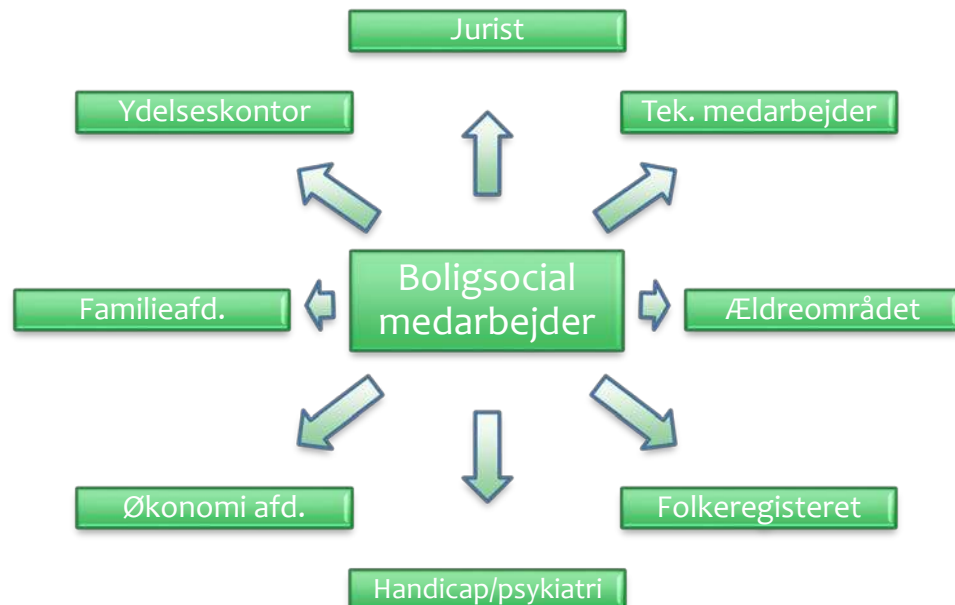 Jurist
Ydelseskontor
Tek. medarbejder
Boligsocial
medarbejder
Familieafd.
Ældreområdet
Økonomi afd.
Folkeregisteret
Handicap/psykiatri